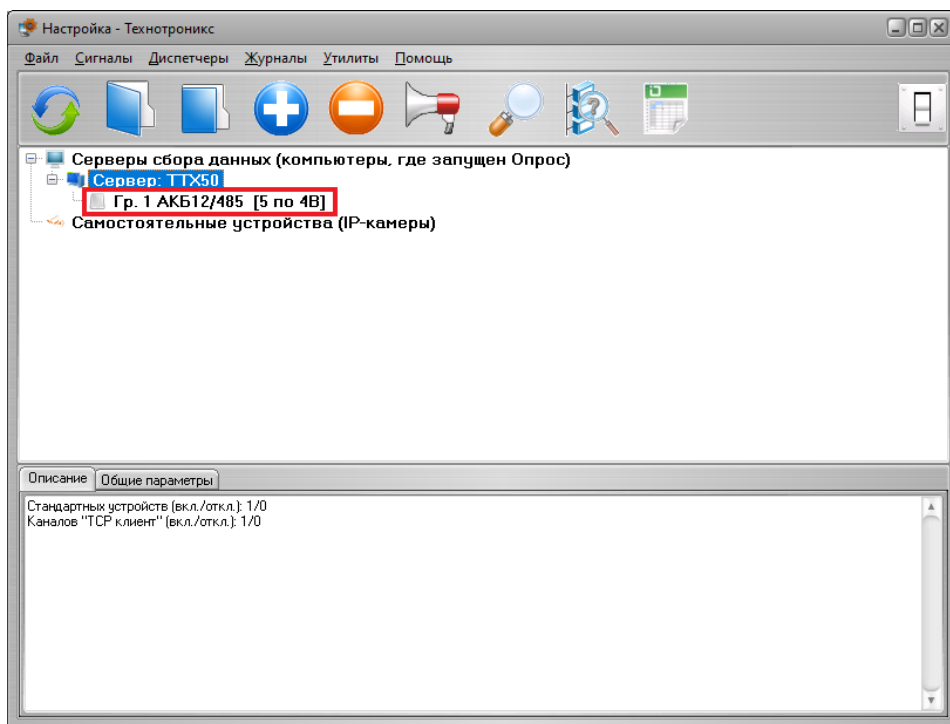 Настройка - Технотроникс
Файл Сигналы Диспетчеры Журналы Утилиты Помощь
Серверы сбора данных (компьютеры, где запущен Опрос)
Сервер: TTX50
Гр. 1 АКБ12/485 [5 по 4В]
Самостоятельные устройства (IP-камеры)
Описание Общие параметры
Стандартных устройств (вкл./откл.): 1/0
Каналов "TCP клиент" (вкл./откл.): 1/0